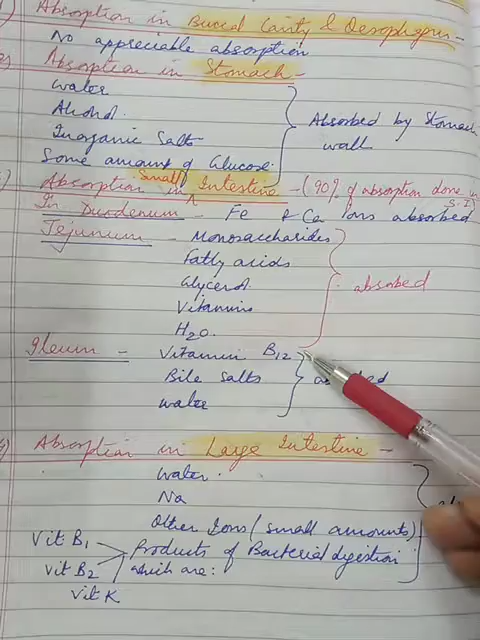 Absorption in Buccal Cavity & Oesophagus -
No appreciable absorption
Absorption in Stomach -
Water
Alcohol.
Inorganic Salts
Some amount of Glucose.
Absorbed by Stomach wall
Absorption in Small Intestine - (90% of absorption done in S.I)
In Duodenum - Fe & Ca Ions absorbed
Jejunum - Monosaccharides
Fatty acids
Glycerol
Vitamins
H2O.
absorbed
Ileum - Vitamin B12
Bile Salts
water
4) Absorption in Large Intestine -
Water.
Na
Other Ions (small amounts)
Products of Bacterial digestion
which are:
Vit B1
Vit B2
Vit K